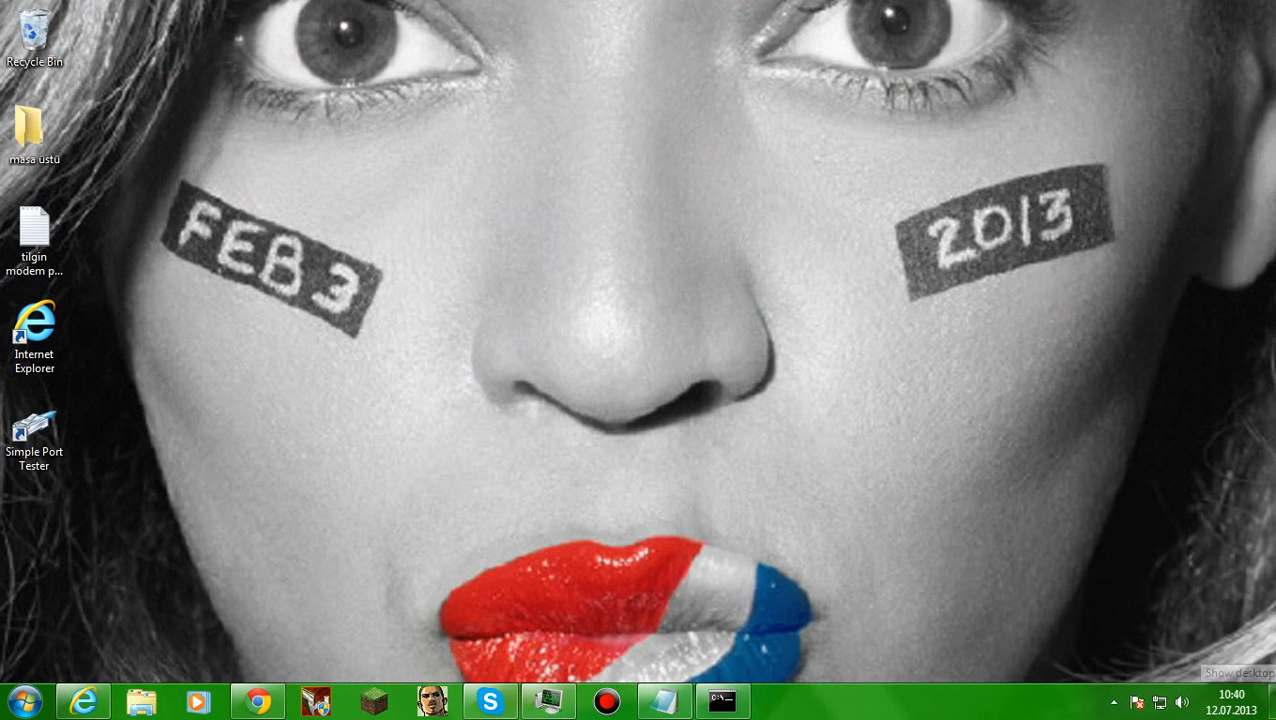 Recycle Bin
masa üstü
tilgin
modem p...
Internet
Explorer
Simple Port
Tester
FEB 3
2013
Show desktop
C:\
10:40
12.07.2013